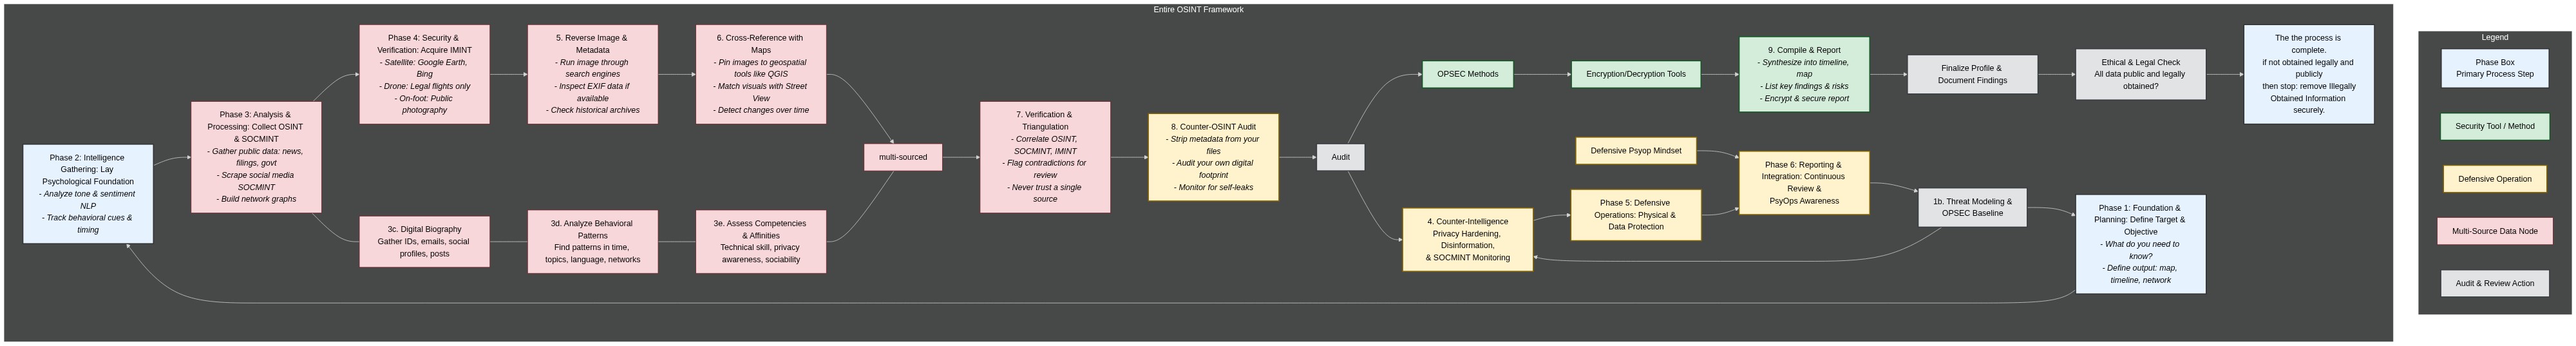 Entire OSINT Framework
Phase 2: Intelligence
Gathering: Lay
Psychological Foundation
- Analyze tone & sentiment
NLP
- Track behavioral cues &
timing
Phase 3: Analysis &
Processing: Collect OSINT
& SOCMINT
- Gather public data: news,
filings, govt
- Scrape social media
SOCMINT
- Build network graphs
Phase 4: Security &
Verification: Acquire IMINT
- Satellite: Google Earth,
Bing
- Drone: Legal flights only
- On-foot: Public
photography
5. Reverse Image &
Metadata
- Run image through
search engines
- Inspect EXIF data if
available
- Check historical archives
6. Cross-Reference with
Maps
- Pin images to geospatial
tools like QGIS
- Match visuals with Street
View
- Detect changes over time
3c. Digital Biography
Gather IDs, emails, social
profiles, posts
3d. Analyze Behavioral
Patterns
Find patterns in time,
topics, language, networks
3e. Assess Competencies
& Affinities
Technical skill, privacy
awareness, sociability
multi-sourced
7. Verification &
Triangulation
- Correlate OSINT,
SOCMINT, IMINT
- Flag contradictions for
review
- Never trust a single
source
8. Counter-OSINT Audit
- Strip metadata from your
files
- Audit your own digital
footprint
- Monitor for self-leaks
Audit
OPSEC Methods
Encryption/Decryption Tools
9. Compile & Report
- Synthesize into timeline,
map
- List key findings & risks
- Encrypt & secure report
Finalize Profile &
Document Findings
Ethical & Legal Check
All data public and legally
obtained?
The the process is
complete.
if not obtained legally and
publicly
then stop: remove Illegally
Obtained Information
securely.
4. Counter-Intelligence
Privacy Hardening,
Disinformation,
& SOCMINT Monitoring
Defensive Psyop Mindset
Phase 5: Defensive
Operations: Physical &
Data Protection
Phase 6: Reporting &
Integration: Continuous
Review &
PsyOps Awareness
1b. Threat Modeling &
OPSEC Baseline
Phase 1: Foundation &
Planning: Define Target &
Objective
- What do you need to
know?
- Define output: map,
timeline, network
Legend
Phase Box
Primary Process Step
Security Tool / Method
Defensive Operation
Multi-Source Data Node
Audit & Review Action